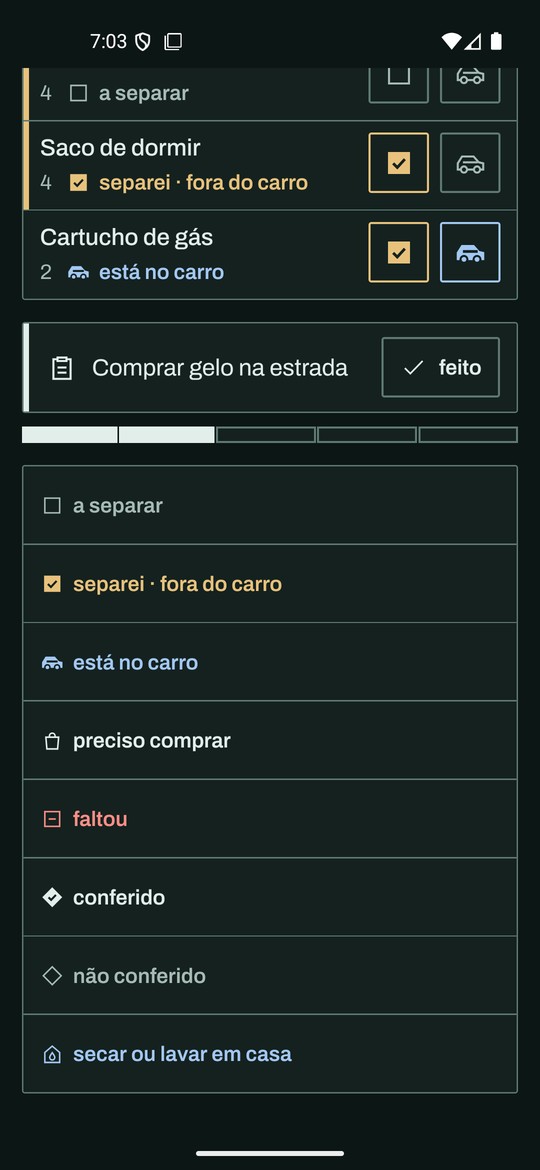 7:03
4 a separar
Saco de dormir
4 separei · fora do carro
Cartucho de gás
2 está no carro
Comprar gelo na estrada
feito
a separar
separei · fora do carro
está no carro
preciso comprar
faltou
conferido
não conferido
secar ou lavar em casa